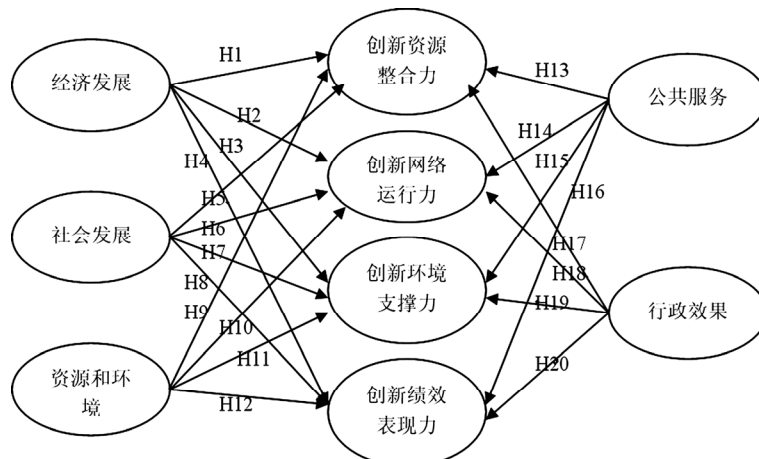 创新资源
整合力
H1
H13
经济发展
公共服务
H2
H14
H3
H4
H15
创新网络
运行力
H16
H5
H6
社会发展
H7
H17
H18
创新环境
支撑力
H8
H9
H19
行政效果
H10
H11
H20
资源和环
境
H12
创新绩效
表现力